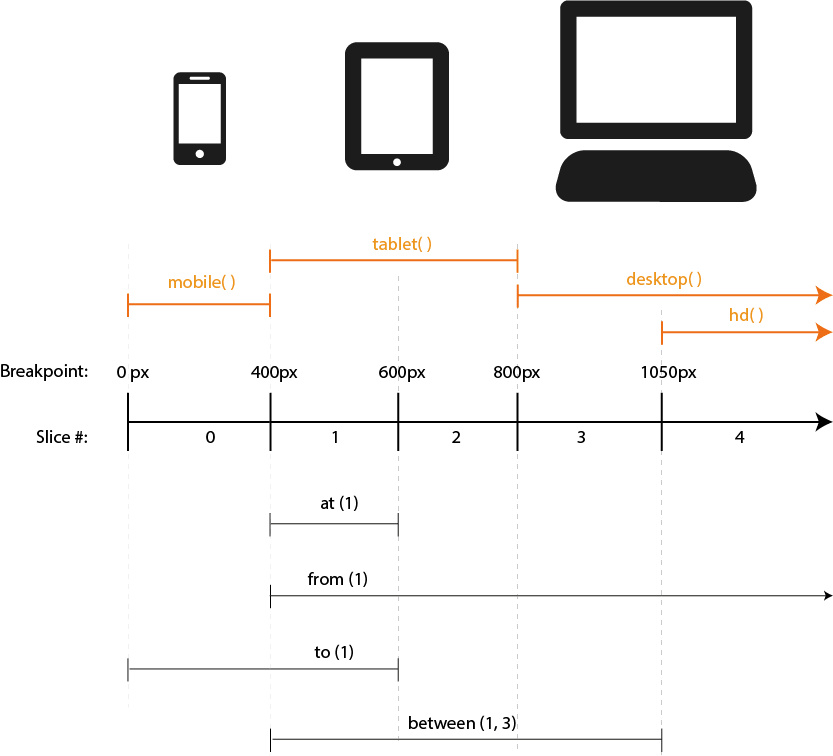 tablet( )
mobile( )
desktop( )
hd( )
Breakpoint: 0 px 400px 600px 800px 1050px
Slice #: 0 1 2 3 4
at (1)
from (1)
to (1)
between (1, 3)